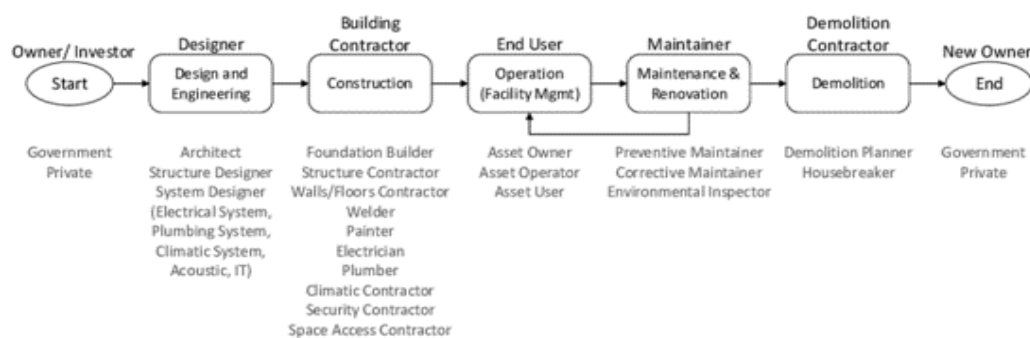 Owner/ Investor
Start
Government
Private
Designer
Design and
Engineering
Architect
Structure Designer
System Designer
(Electrical System,
Plumbing System,
Climatic System,
Acoustic, IT)
Building
Contractor
Construction
Foundation Builder
Structure Contractor
Walls/Floors Contractor
Welder
Painter
Electrician
Plumber
Climatic Contractor
Security Contractor
Space Access Contractor
End User
Operation
(Facility Mgmt)
Asset Owner
Asset Operator
Asset User
Maintainer
Maintenance &
Renovation
Preventive Maintainer
Corrective Maintainer
Environmental Inspector
Demolition
Contractor
Demolition
Demolition Planner
Housebreaker
New Owner
End
Government
Private